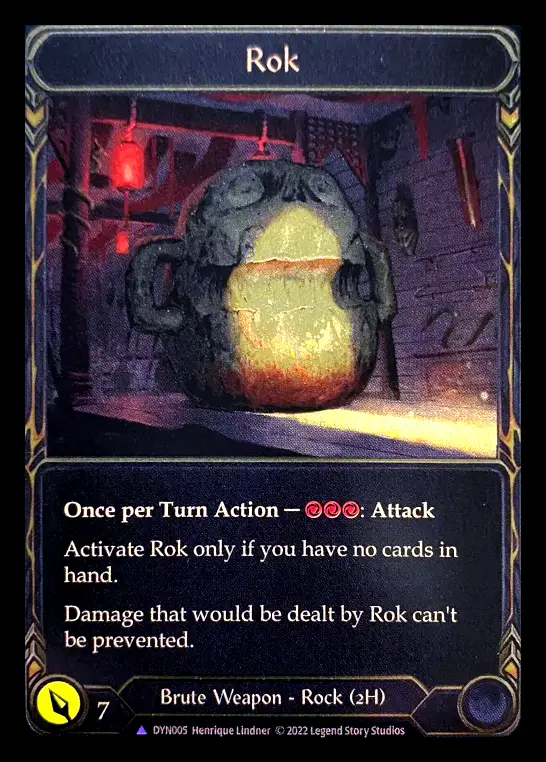 Rok
Once per Turn Action — : Attack
Activate Rok only if you have no cards in
hand.
Damage that would be dealt by Rok can't
be prevented.
7
Brute Weapon - Rock (2H)
DYN005 Henrique Lindner © 2022 Legend Story Studios